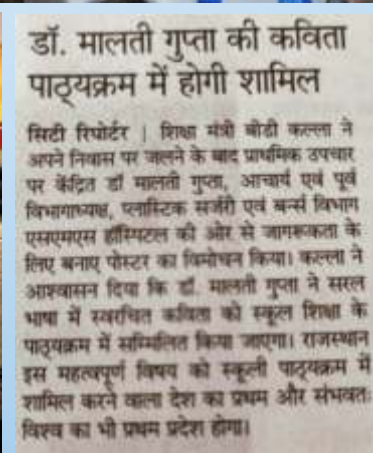 डॉ. मालती गुप्ता की कविता
पाठ्यक्रम में होगी शामिल
सिटी रिपोर्टर | शिक्षा मंत्री बीडी कल्ला ने
अपने निवास पर जलने के बाद प्राथमिक उपचार
पर केंद्रित डॉ मालती गुप्ता, आचार्य एवं पूर्व
विभागाध्यक्ष, प्लास्टिक सर्जरी एवं बर्न्स विभाग
एसएमएस हॉस्पिटल की ओर से जागरूकता के
लिए बनाए पोस्टर का विमोचन किया। कल्ला ने
आश्वासन दिया कि डॉ. मालती गुप्ता ने सरल
भाषा में स्वरचित कविता को स्कूल शिक्षा के
पाठ्यक्रम में सम्मिलित किया जाएगा। राजस्थान
इस महत्वपूर्ण विषय को स्कूली पाठ्यक्रम में
शामिल करने वाला देश का प्रथम और संभवतः
विश्व का भी प्रथम प्रदेश होगा।